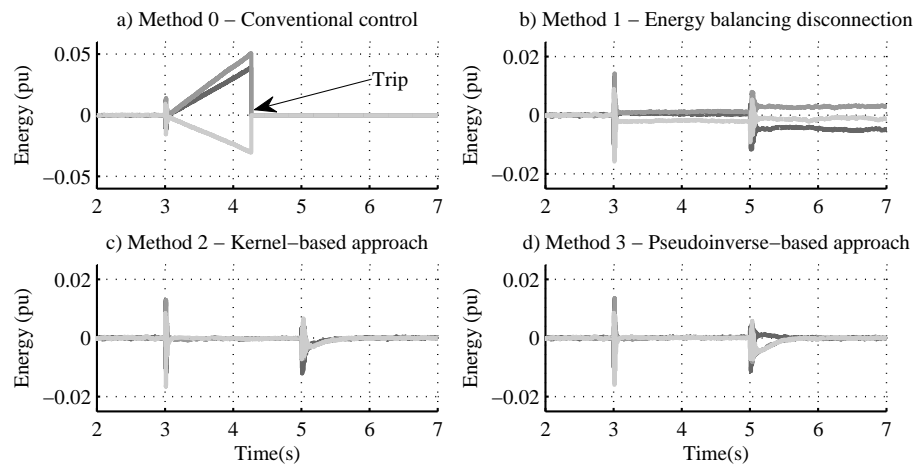 a) Method 0 – Conventional control
Energy (pu)
0.05
0
−0.05
Trip
2 3 4 5 6 7
b) Method 1 – Energy balancing disconnection
Energy (pu)
0.02
0
−0.02
2 3 4 5 6 7
c) Method 2 – Kernel−based approach
Energy (pu)
0.02
0
−0.02
2 3 4 5 6 7
Time(s)
d) Method 3 – Pseudoinverse−based approach
Energy (pu)
0.02
0
−0.02
2 3 4 5 6 7
Time(s)